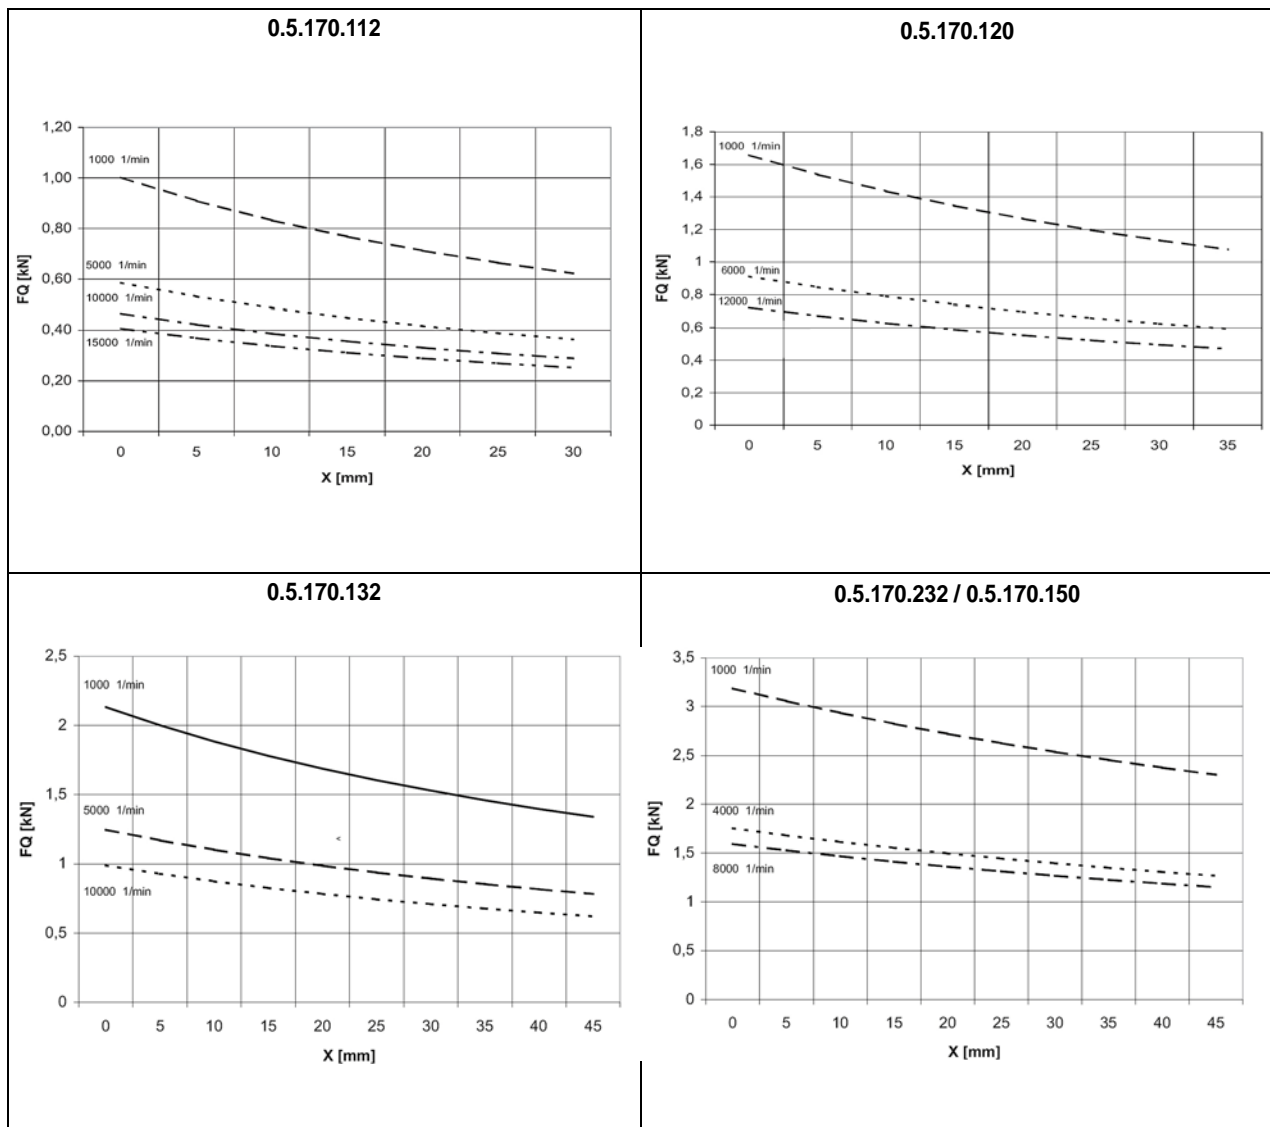 0.5.170.112
1,20
1,00
0,80
0,60
0,40
0,20
0,00
FQ [kN]
1000 1/min
5000 1/min
10000 1/min
15000 1/min
0 5 10 15 20 25 30
X [mm]
0.5.170.120
1,8
1,6
1,4
1,2
1
0,8
0,6
0,4
0,2
0
FQ [kN]
1000 1/min
6000 1/min
12000 1/min
0 5 10 15 20 25 30 35
X [mm]
0.5.170.132
2,5
2
1,5
1
0,5
0
FQ [kN]
1000 1/min
5000 1/min
<
10000 1/min
0 5 10 15 20 25 30 35 40 45
X [mm]
0.5.170.232 / 0.5.170.150
3,5
3
2,5
2
1,5
1
0,5
0
FQ [kN]
1000 1/min
4000 1/min
8000 1/min
0 5 10 15 20 25 30 35 40 45
X [mm]